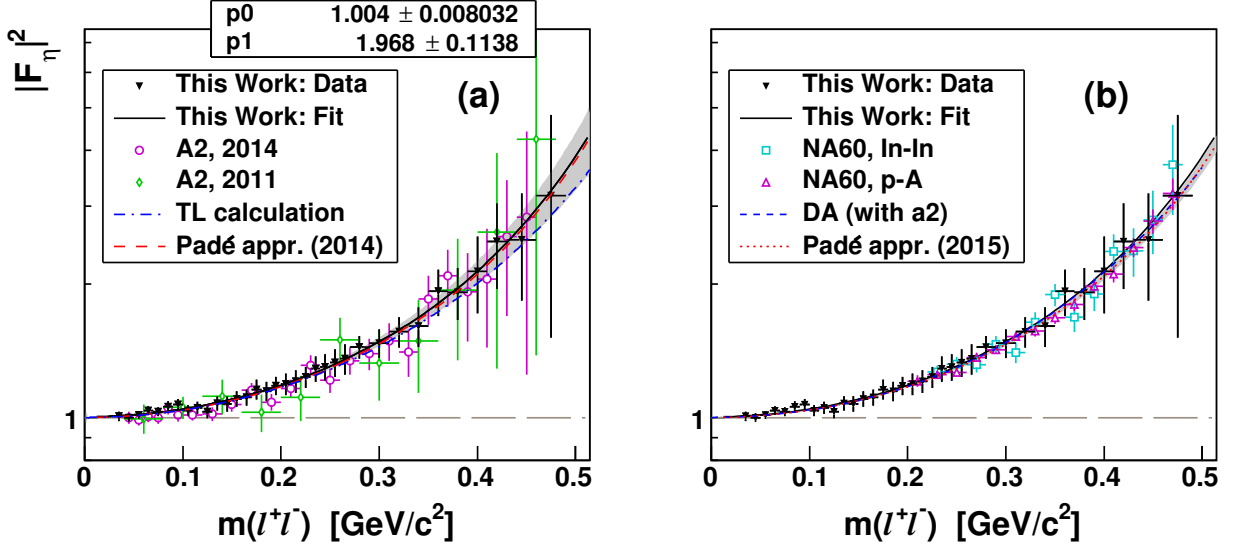 p0 1.004 ± 0.008032
p1 1.968 ± 0.1138
|F_η|²
(a)
This Work: Data
This Work: Fit
A2, 2014
A2, 2011
TL calculation
Padé appr. (2014)
1
0 0.1 0.2 0.3 0.4 0.5
m(l⁺l⁻) [GeV/c²]
(b)
This Work: Data
This Work: Fit
NA60, In-In
NA60, p-A
DA (with a2)
Padé appr. (2015)
1
0 0.1 0.2 0.3 0.4 0.5
m(l⁺l⁻) [GeV/c²]